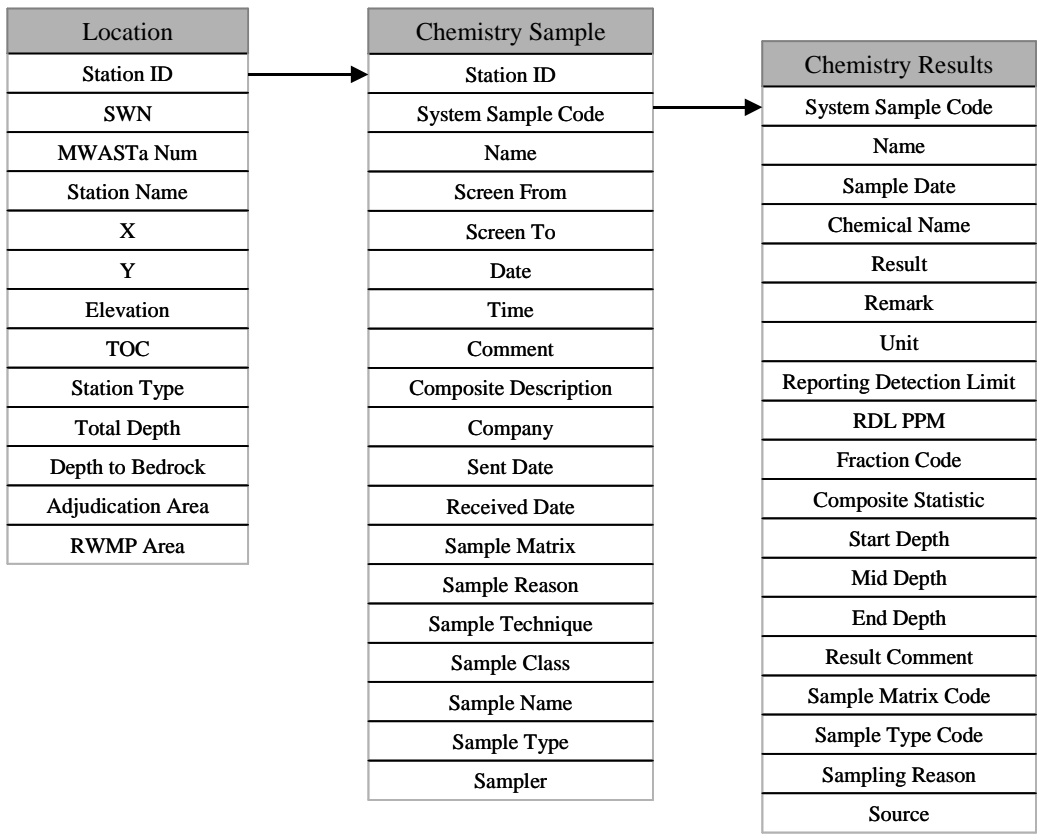 Location
Station ID
SWN
MWASTa Num
Station Name
X
Y
Elevation
TOC
Station Type
Total Depth
Depth to Bedrock
Adjudication Area
RWMP Area
Chemistry Sample
Station ID
System Sample Code
Name
Screen From
Screen To
Date
Time
Comment
Composite Description
Company
Sent Date
Received Date
Sample Matrix
Sample Reason
Sample Technique
Sample Class
Sample Name
Sample Type
Sampler
Chemistry Results
System Sample Code
Name
Sample Date
Chemical Name
Result
Remark
Unit
Reporting Detection Limit
RDL PPM
Fraction Code
Composite Statistic
Start Depth
Mid Depth
End Depth
Result Comment
Sample Matrix Code
Sample Type Code
Sampling Reason
Source